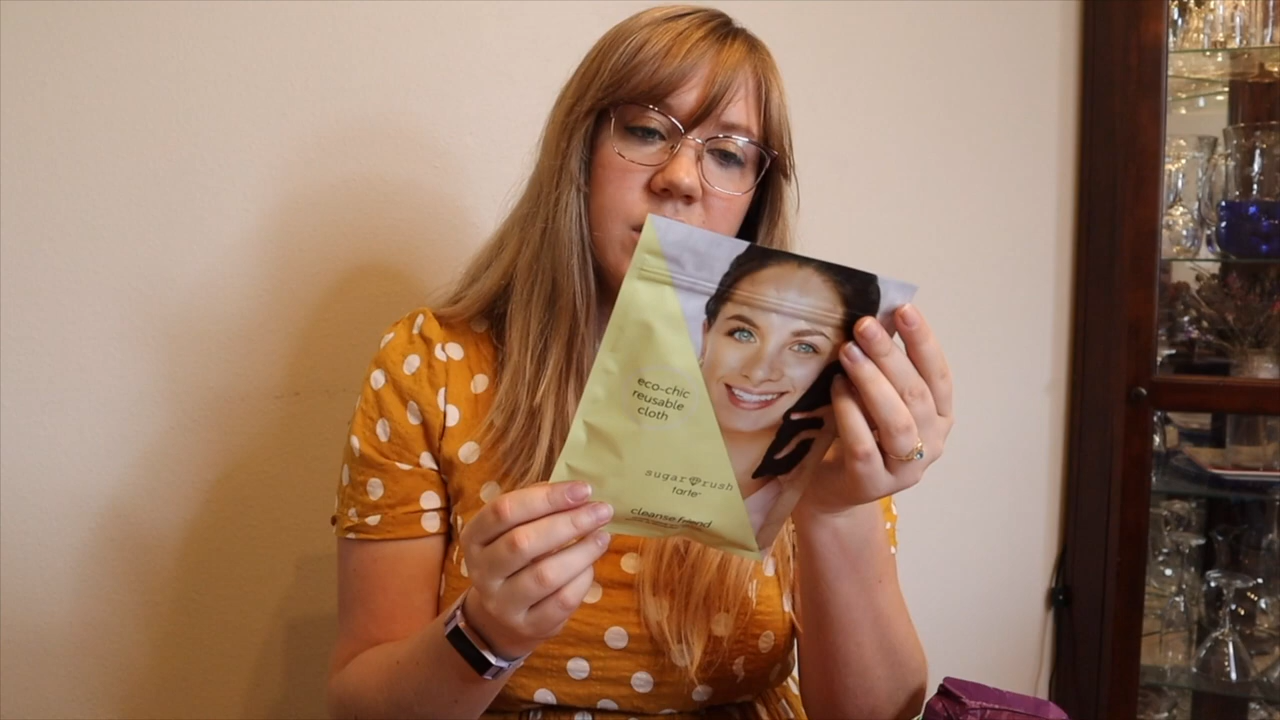 eco-chic
reusable
cloth
sugar rush
tarte
cleanse friend